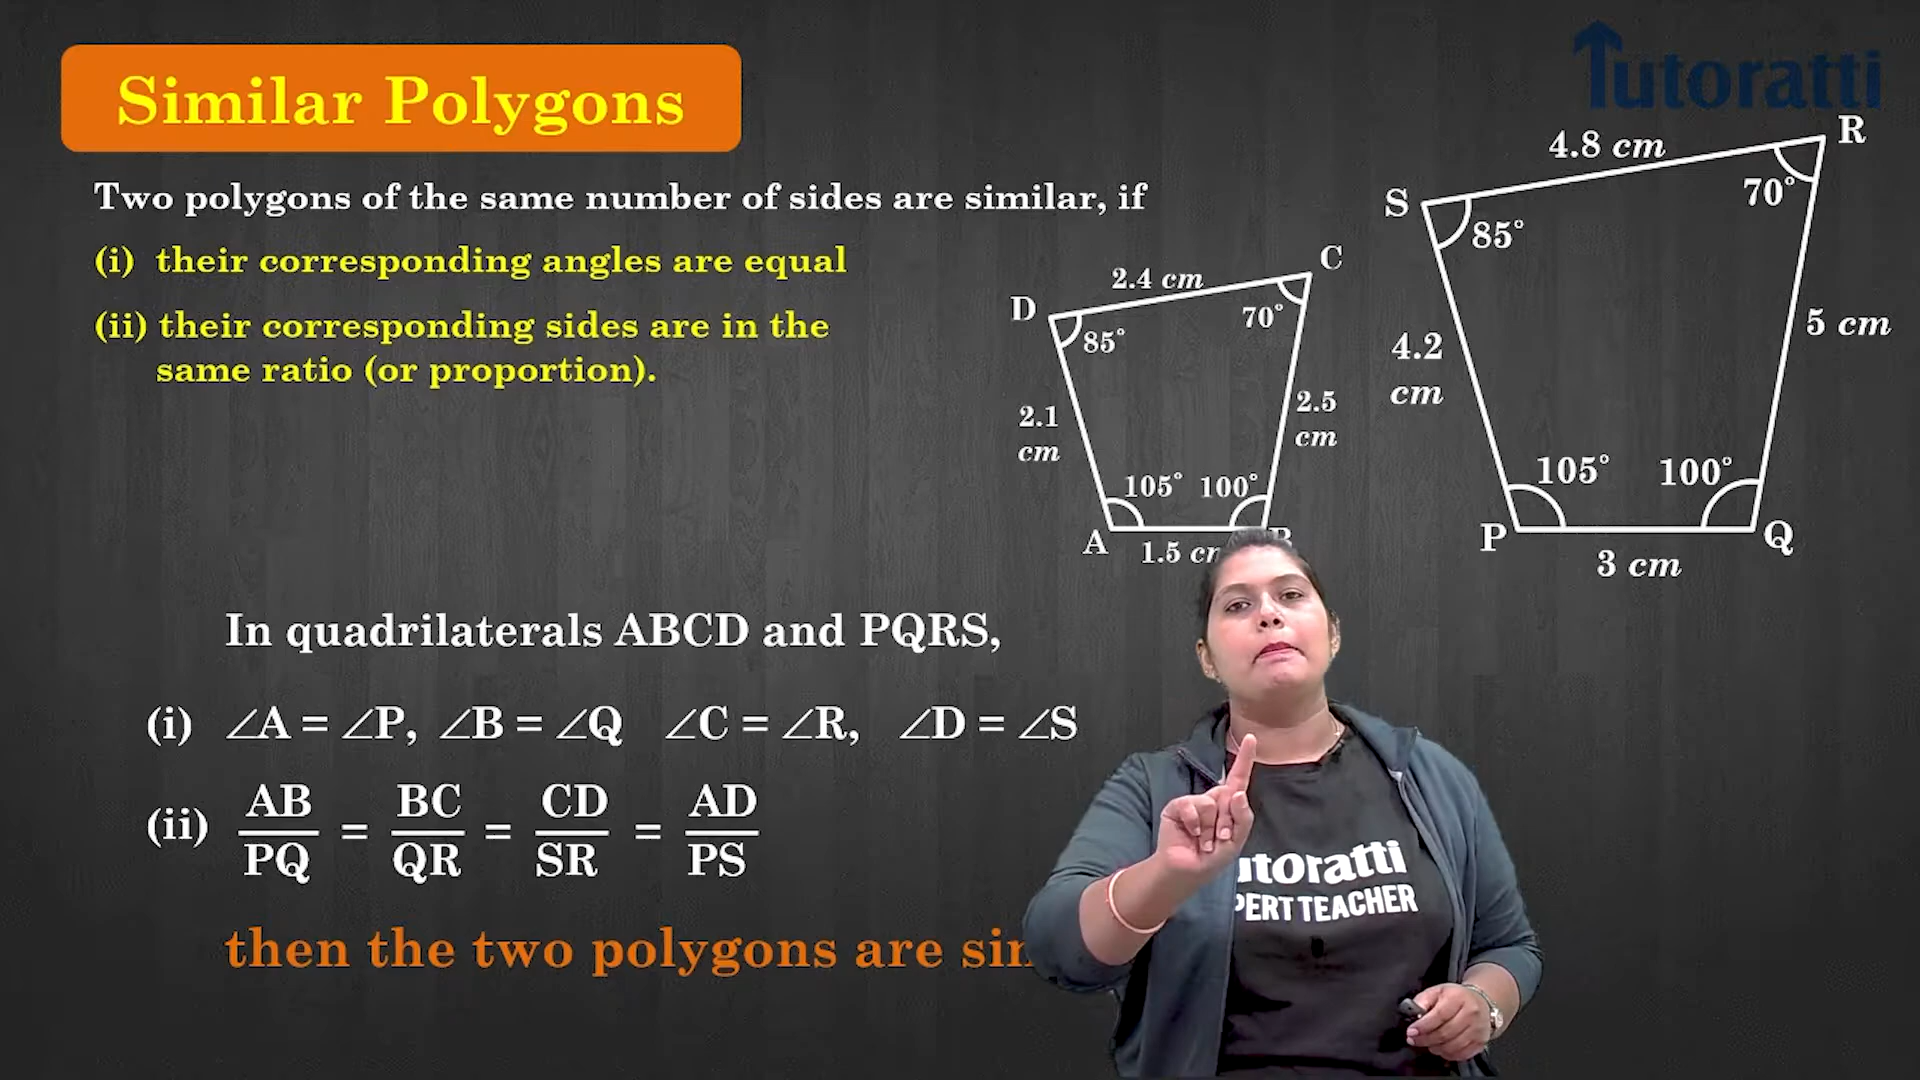 Similar Polygons
Tutoratti
Two polygons of the same number of sides are similar, if
(i) their corresponding angles are equal
(ii) their corresponding sides are in the
same ratio (or proportion).
D
2.4 cm
C
85°
70°
2.1
cm
2.5
cm
105° 100°
A
1.5
B
4.8 cm
R
S
85°
70°
4.2
cm
5 cm
105° 100°
P
3 cm
Q
In quadrilaterals ABCD and PQRS,
(i) ∠A = ∠P, ∠B = ∠Q ∠C = ∠R, ∠D = ∠S
(ii) AB/PQ = BC/QR = CD/SR = AD/PS
then the two polygons are
utoratti
PERT TEACHER